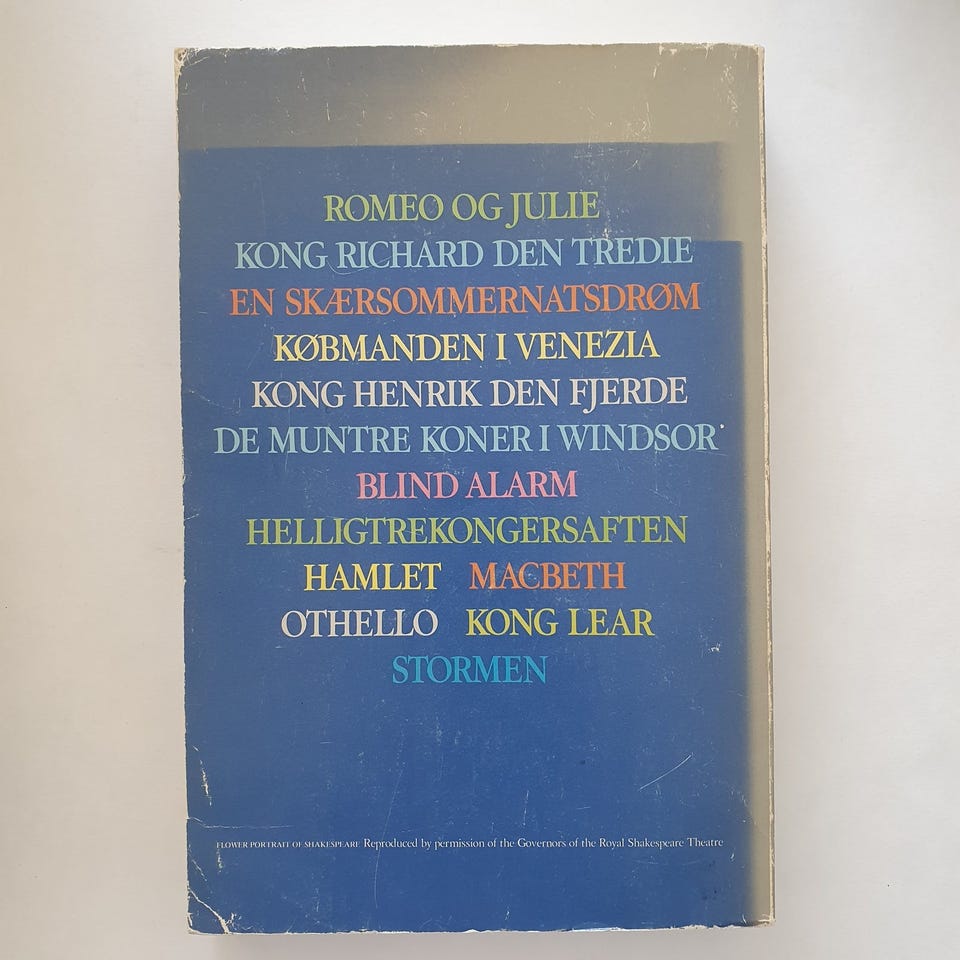 ROMEO OG JULIE
KONG RICHARD DEN TREDIE
EN SKÆRSOMMERNATSDRØM
KØBMANDEN I VENEZIA
KONG HENRIK DEN FJERDE
DE MUNTRE KONER I WINDSOR
BLIND ALARM
HELLIGTREKONGERSAFTEN
HAMLET MACBETH
OTHELLO KONG LEAR
STORMEN
FLOWER PORTRAIT OF SHAKESPEARE Reproduced by permission of the Governors of the Royal Shakespeare Theatre